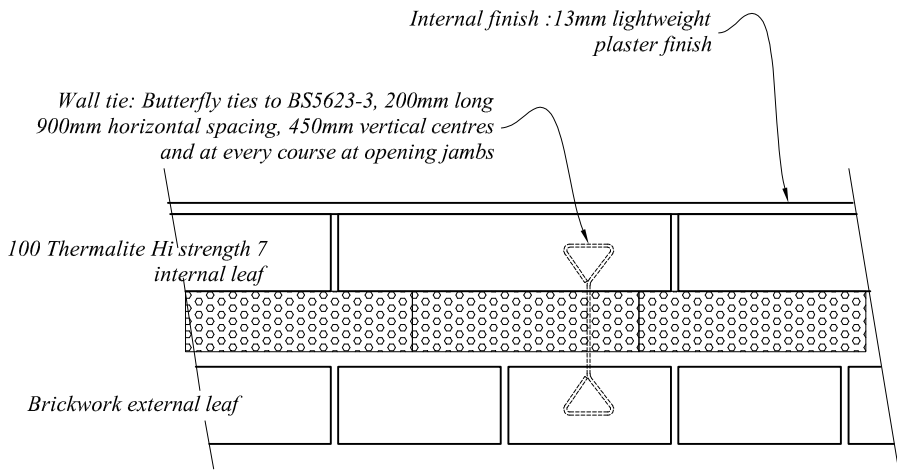 Internal finish :13mm lightweight
plaster finish
Wall tie: Butterfly ties to BS5623-3, 200mm long
900mm horizontal spacing, 450mm vertical centres
and at every course at opening jambs
100 Thermalite Hi strength 7
internal leaf
Brickwork external leaf